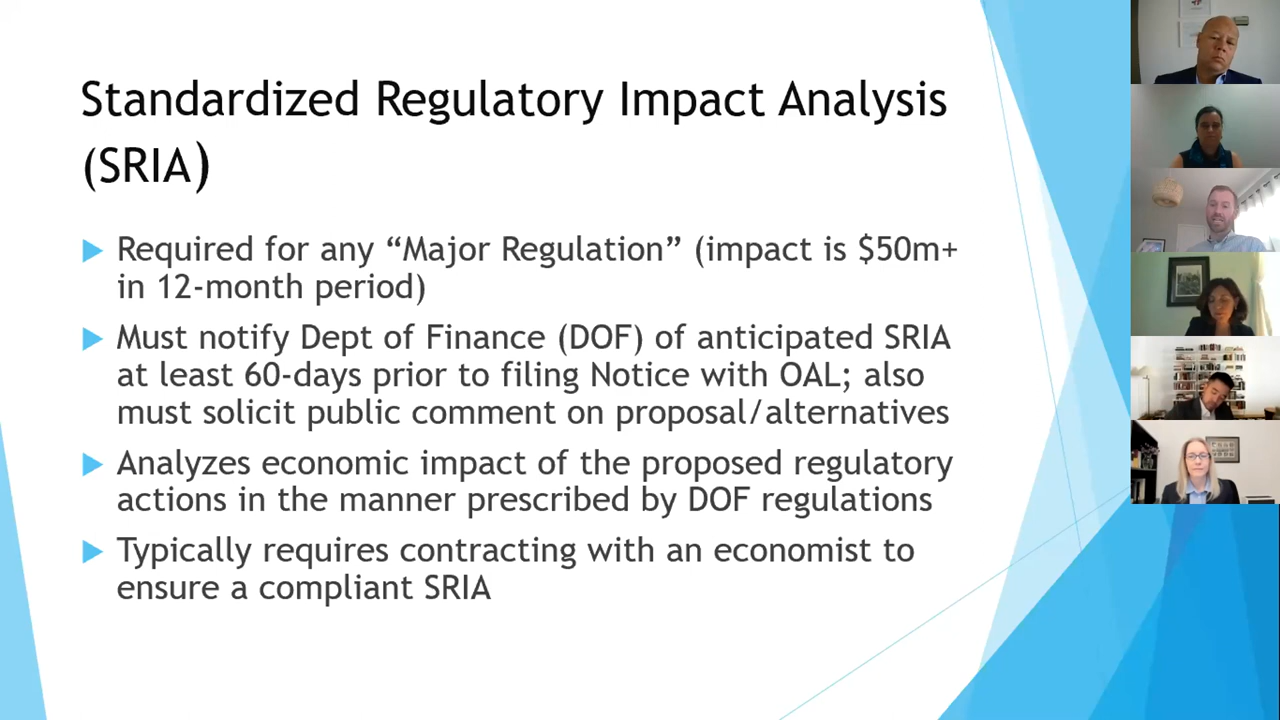 Standardized Regulatory Impact Analysis
(SRIA)
Required for any “Major Regulation” (impact is $50m+
in 12-month period)
Must notify Dept of Finance (DOF) of anticipated SRIA
at least 60-days prior to filing Notice with OAL; also
must solicit public comment on proposal/alternatives
Analyzes economic impact of the proposed regulatory
actions in the manner prescribed by DOF regulations
Typically requires contracting with an economist to
ensure a compliant SRIA